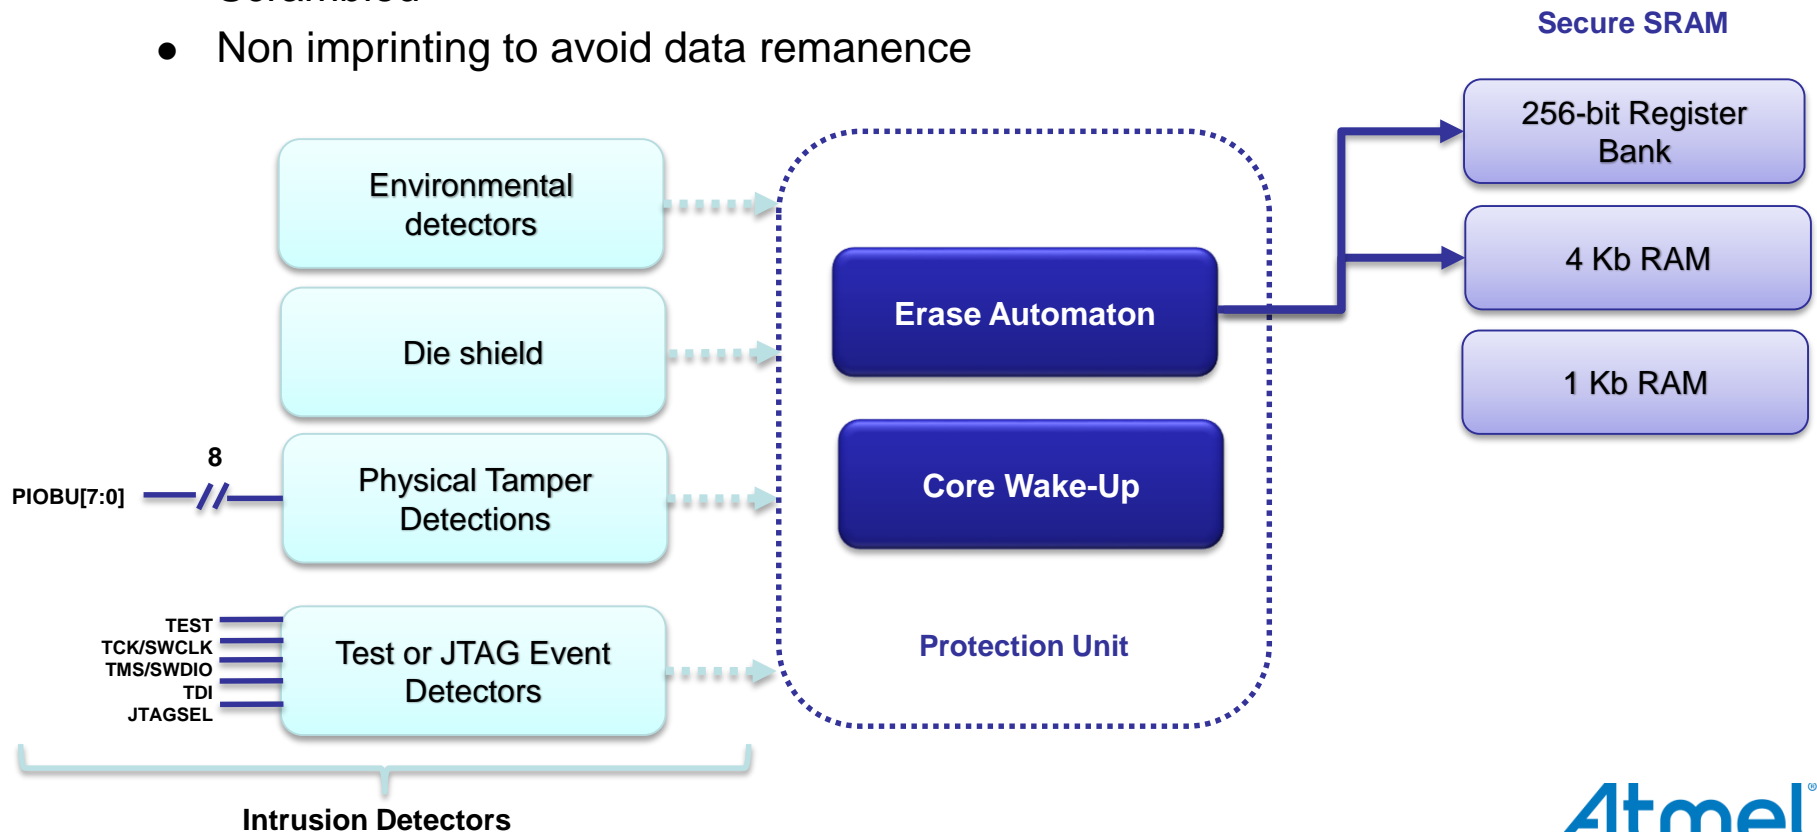 ● Non imprinting to avoid data remanence
Secure SRAM
256-bit Register
Bank
4 Kb RAM
1 Kb RAM
Environmental
detectors
Die shield
8
PIOBU[7:0]
Physical Tamper
Detections
TEST
TCK/SWCLK
TMS/SWDIO
TDI
JTAGSEL
Test or JTAG Event
Detectors
Erase Automaton
Core Wake-Up
Protection Unit
Intrusion Detectors
Atmel®